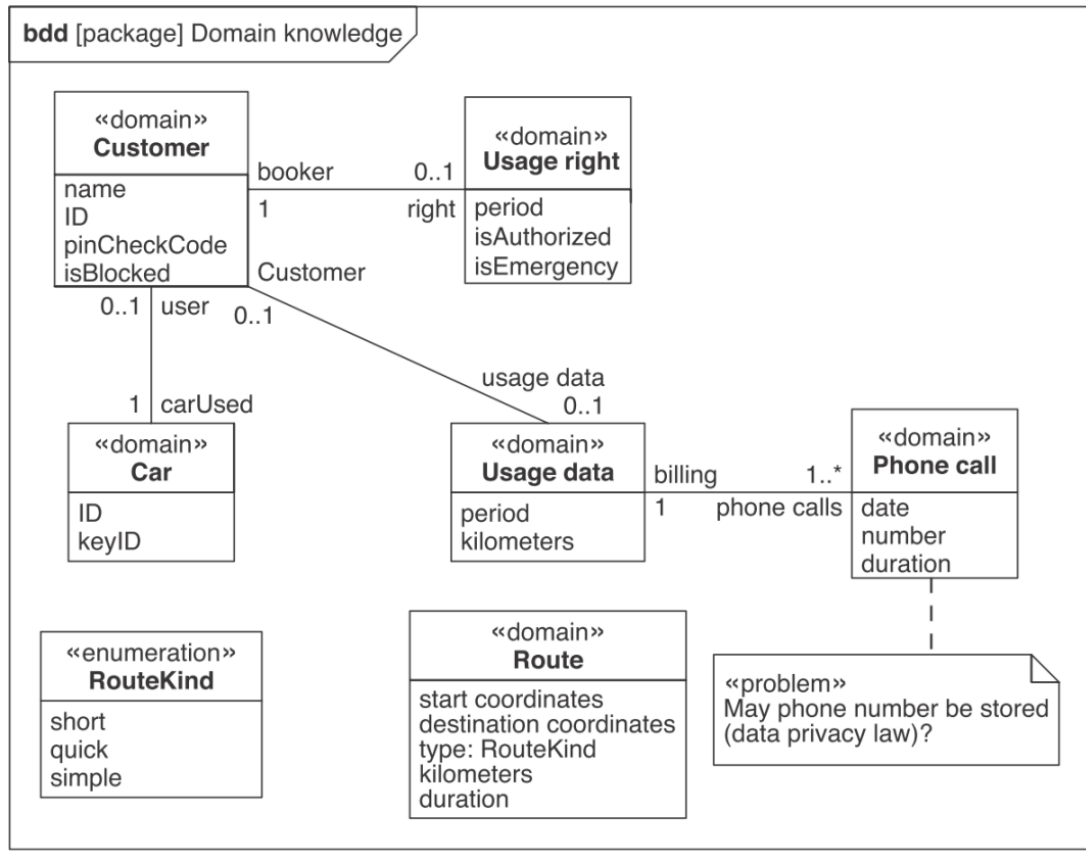 bdd [package] Domain knowledge
«domain»
Customer
name
ID
pinCheckCode
isBlocked
booker
1
0..1
right
«domain»
Usage right
period
isAuthorized
isEmergency
Customer
0..1
0..1
user
1
carUsed
usage data
0..1
«domain»
Car
ID
keyID
«domain»
Usage data
period
kilometers
billing
1
1..*
phone calls
«domain»
Phone call
date
number
duration
«enumeration»
RouteKind
short
quick
simple
«domain»
Route
start coordinates
destination coordinates
type: RouteKind
kilometers
duration
«problem»
May phone number be stored
(data privacy law)?